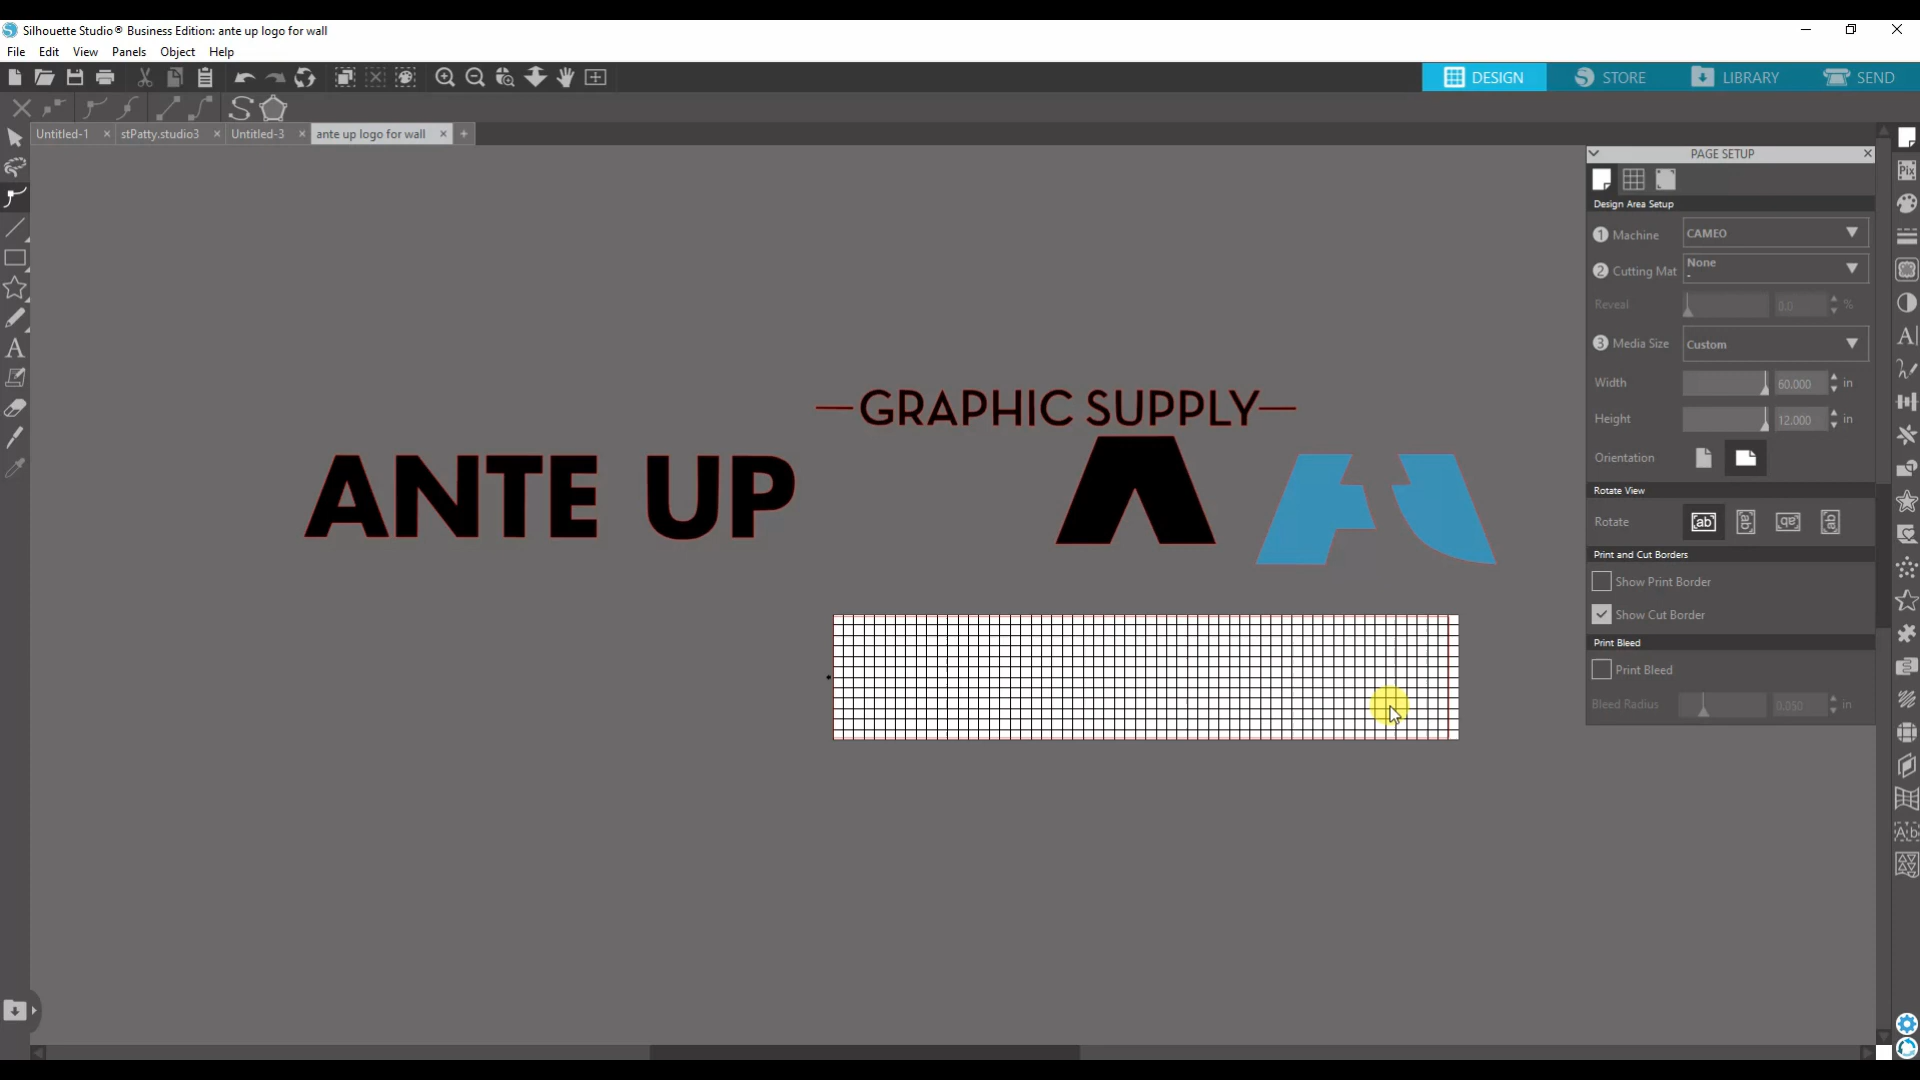 Silhouette Studio® Business Edition: ante up logo for wall
File Edit View Panels Object Help
DESIGN STORE LIBRARY SEND
Untitled-1 × stPatty.studio3 × Untitled-3 × ante up logo for wall × +
PAGE SETUP
Design Area Setup
1 Machine CAMEO
2 Cutting Mat None
-
Reveal 0.0 %
3 Media Size Custom
Width 60.000 in
Height 12.000 in
Orientation
Rotate View
Rotate ab ab ab ab
Print and Cut Borders
Show Print Border
Show Cut Border
Print Bleed
Print Bleed
Bleed Radius 0.050 in
—GRAPHIC SUPPLY—
ANTE UP